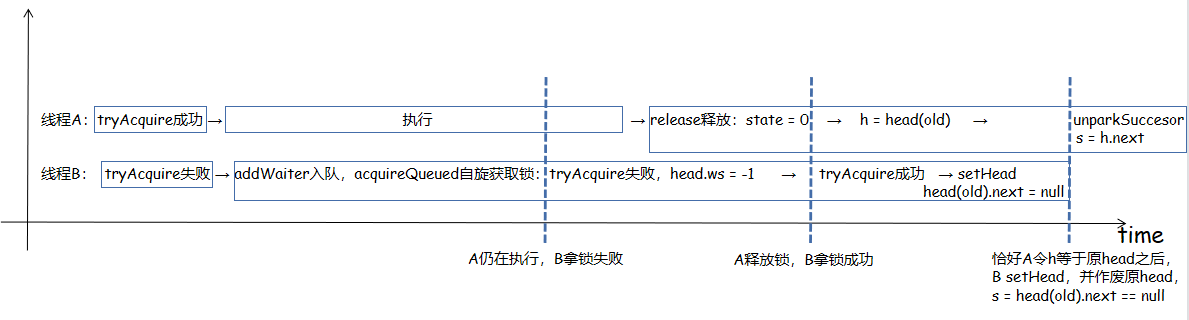 线程A：tryAcquire成功 → 执行 → release释放：state = 0 → h = head(old) → unparkSuccesor
s = h.next
线程B： tryAcquire失败 → addWaiter入队，acquireQueued自旋获取锁：tryAcquire失败，head.ws = -1 → tryAcquire成功 → setHead
head(old).next = null
time
A仍在执行，B拿锁失败
A释放锁，B拿锁成功
恰好A令h等于原head之后，
B setHead，并作废原head，
s = head(old).next == null